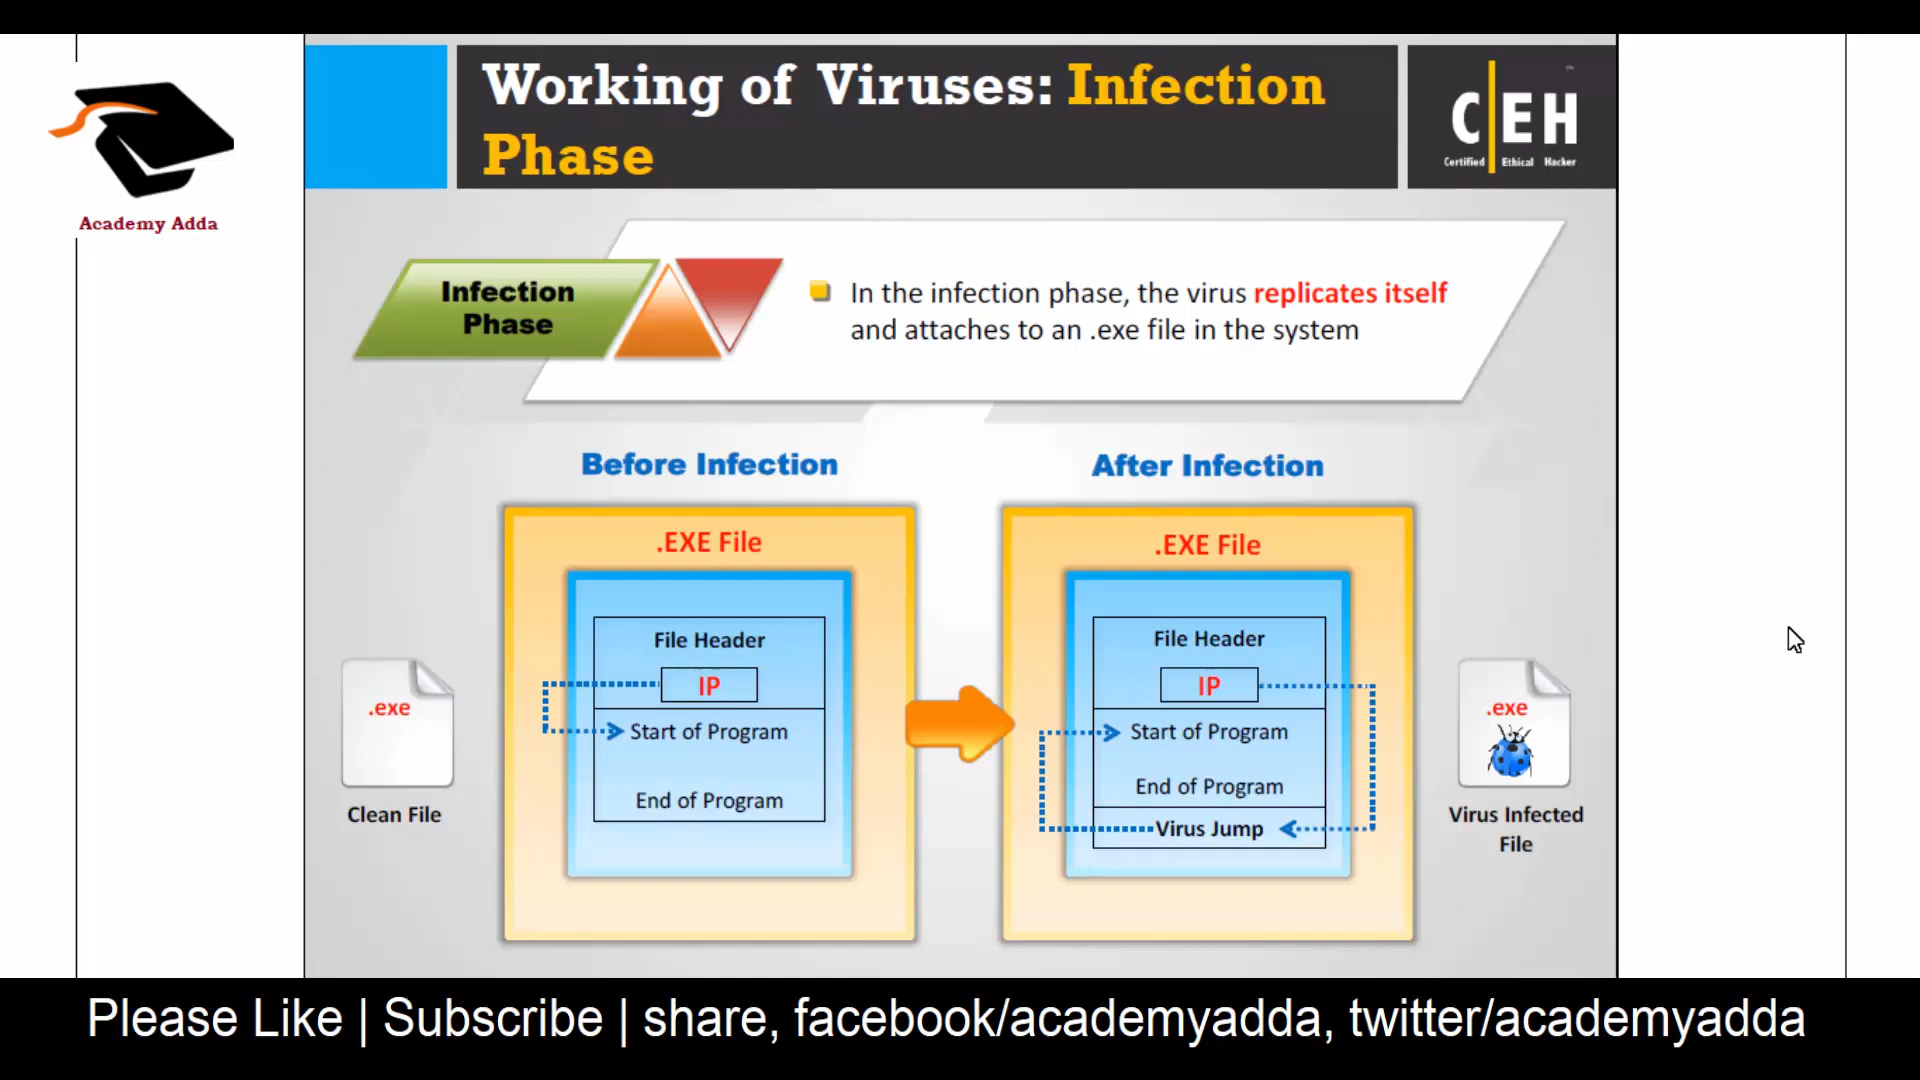 Working of Viruses: Infection
Phase
CEH
Certified Ethical Hacker
Academy Adda
Infection
Phase
In the infection phase, the virus replicates itself
and attaches to an .exe file in the system
Before Infection
.EXE File
File Header
IP
Start of Program
End of Program
.exe
Clean File
After Infection
.EXE File
File Header
IP
Start of Program
End of Program
Virus Jump
.exe
Virus Infected
File
Please Like | Subscribe | share, facebook/academyadda, twitter/academyadda